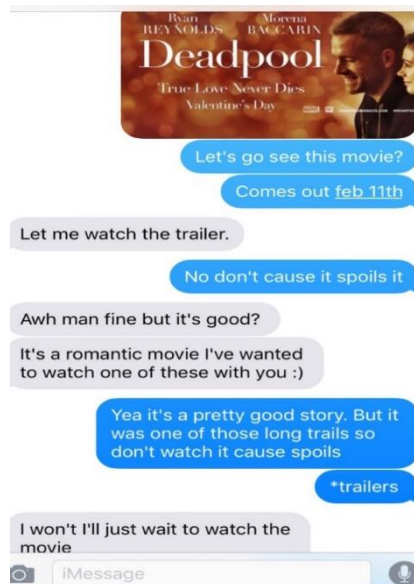 Ryan Morena
REYNOLDS BACCARIN
Deadpool
True Love Never Dies
Valentine's Day
Let's go see this movie?
Comes out feb 11th
Let me watch the trailer.
No don't cause it spoils it
Awh man fine but it's good?
It's a romantic movie I've wanted
to watch one of these with you :)
Yea it's a pretty good story. But it
was one of those long trails so
don't watch it cause spoils
*trailers
I won't I'll just wait to watch the
movie
iMessage